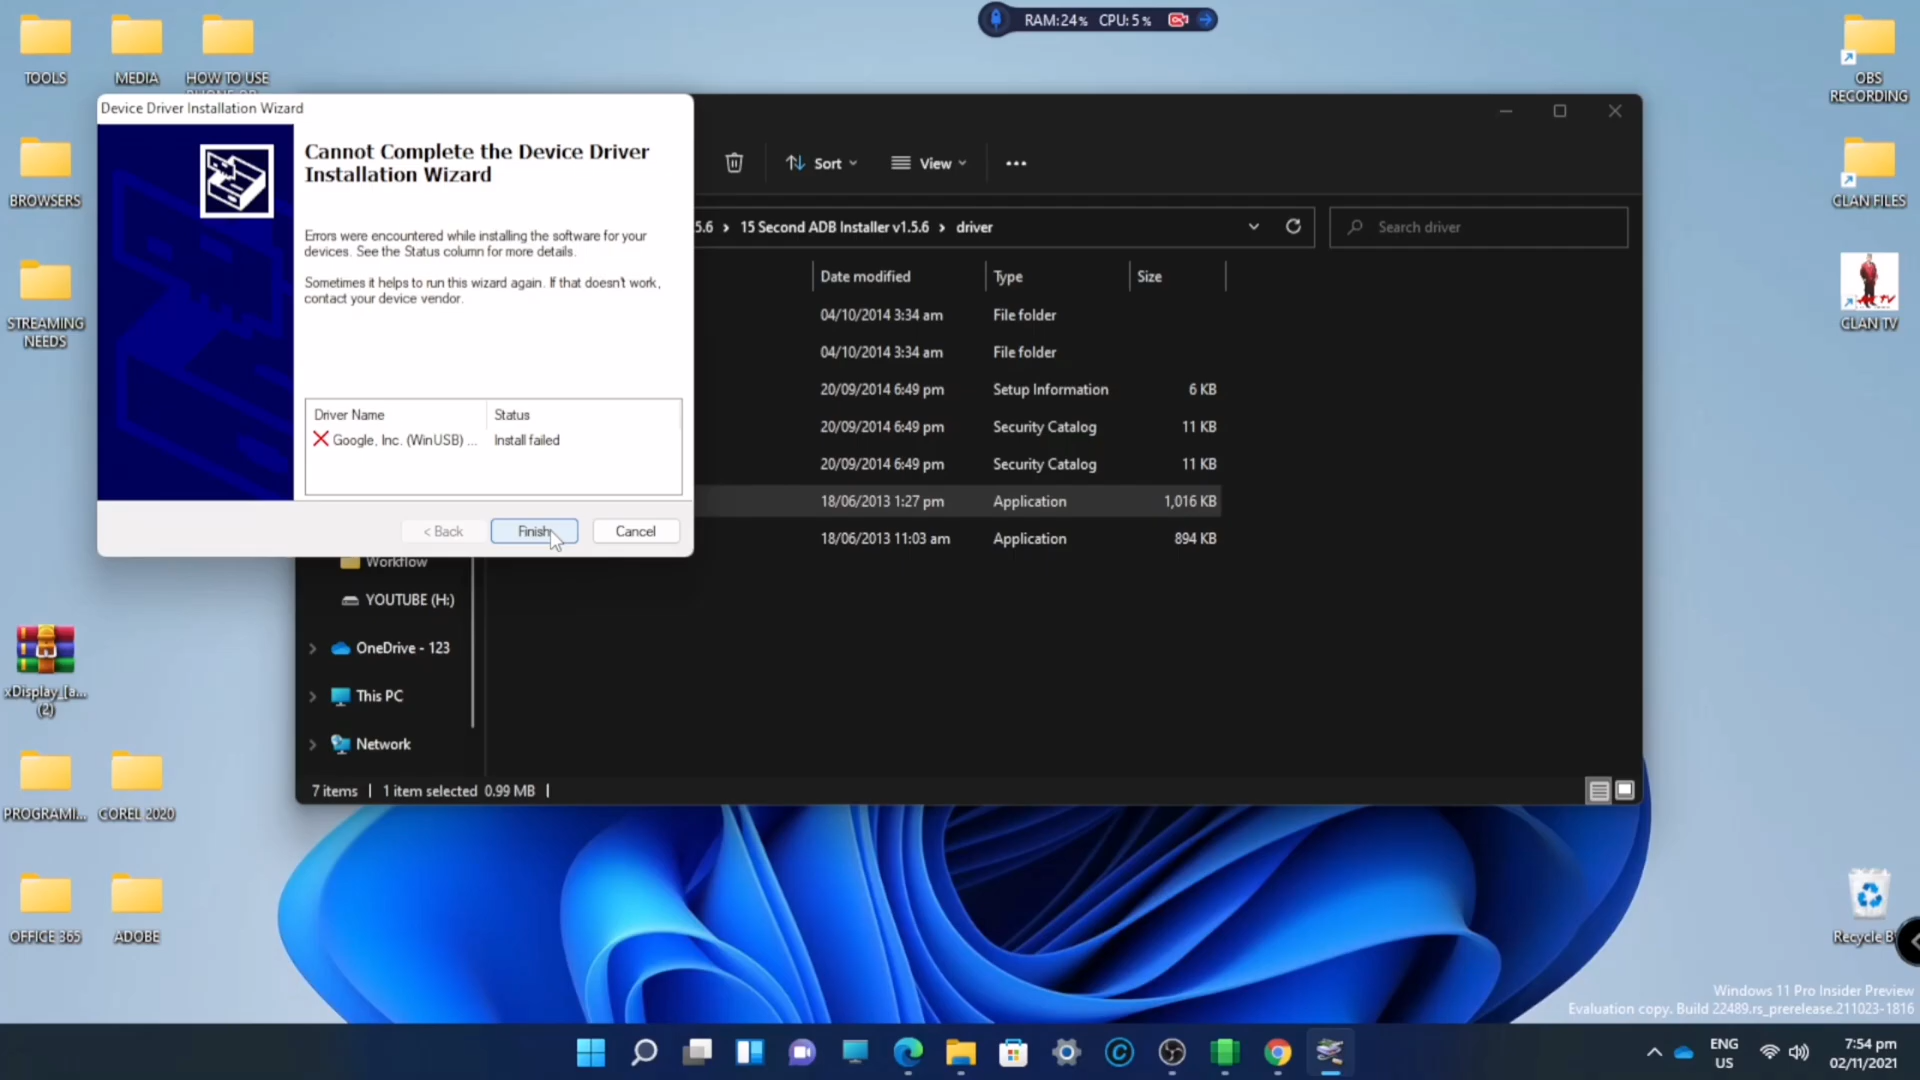 RAM:24% CPU:5%
TOOLS
MEDIA
HOW TO USE
OBS
RECORDING
Device Driver Installation Wizard
Cannot Complete the Device Driver
Installation Wizard
Errors were encountered while installing the software for your
devices. See the Status column for more details.
Sometimes it helps to run this wizard again. If that doesn't work,
contact your device vendor.
Driver Name Status
Google, Inc. (WinUSB) ... Install failed
< Back Finish Cancel
Sort View
5.6 > 15 Second ADB Installer v1.5.6 > driver
Search driver
Date modified Type Size
04/10/2014 3:34 am File folder
04/10/2014 3:34 am File folder
20/09/2014 6:49 pm Setup Information 6 KB
20/09/2014 6:49 pm Security Catalog 11 KB
20/09/2014 6:49 pm Security Catalog 11 KB
18/06/2013 1:27 pm Application 1,016 KB
18/06/2013 11:03 am Application 894 KB
Workflow
YOUTUBE (H:)
OneDrive - 123
This PC
Network
7 items | 1 item selected 0.99 MB |
BROWSERS
STREAMING
NEEDS
xDisplay_[a...
(2)
PROGRAMI...
COREL 2020
OFFICE 365
ADOBE
CLAN FILES
CLAN TV
Recycle B
Windows 11 Pro Insider Preview
Evaluation copy. Build 22489.rs_prerelease.211023-1816
ENG
US
7:54 pm
02/11/2021